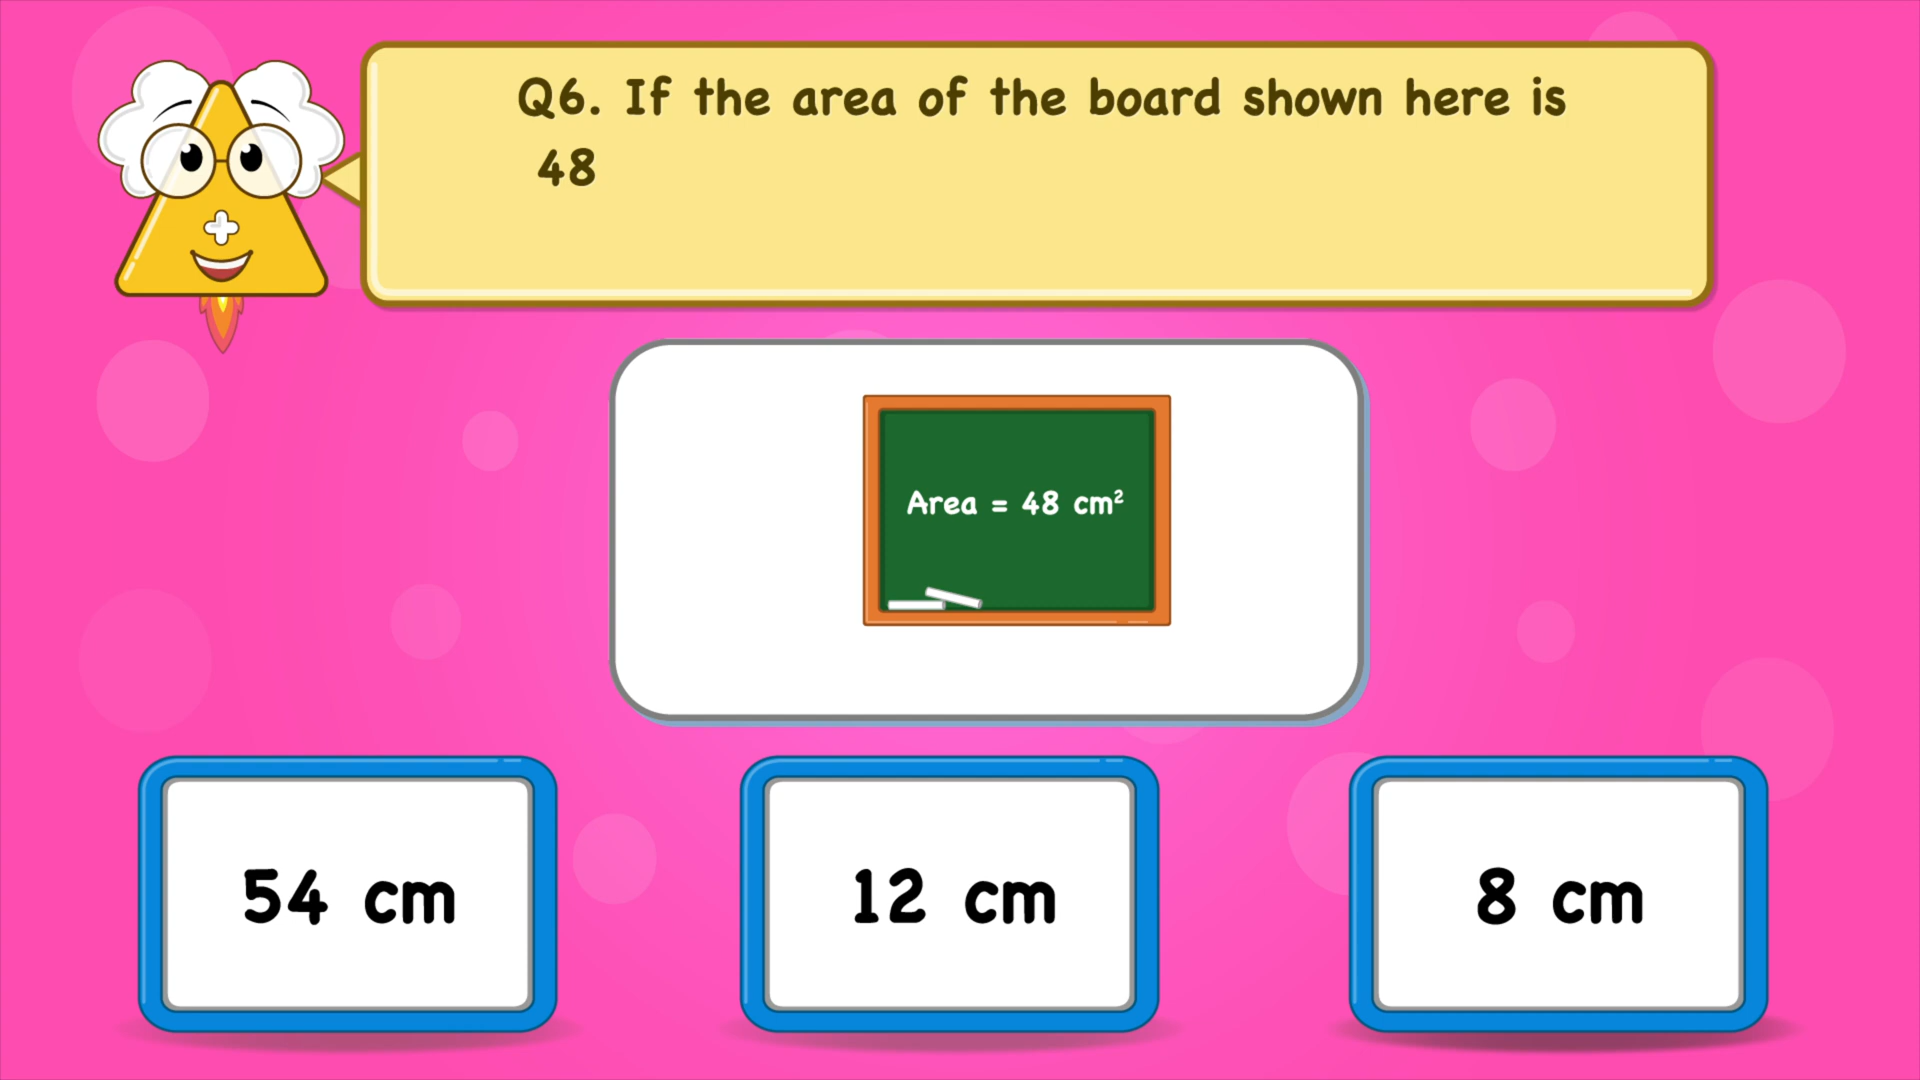 Q6. If the area of the board shown here is
48
Area = 48 cm²
54 cm
12 cm
8 cm